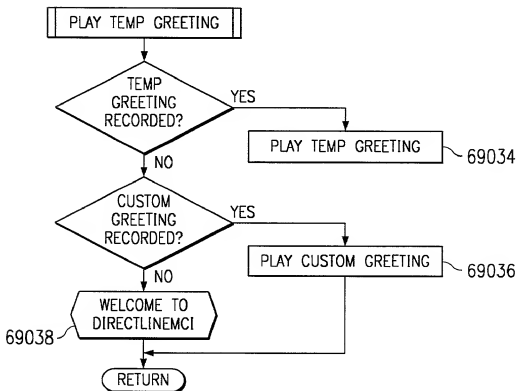 PLAY TEMP GREETING
TEMP
GREETING
RECORDED?
YES
PLAY TEMP GREETING
69034
NO
CUSTOM
GREETING
RECORDED?
YES
PLAY CUSTOM GREETING
69036
NO
WELCOME TO
DIRECTLINEMCI
69038
RETURN